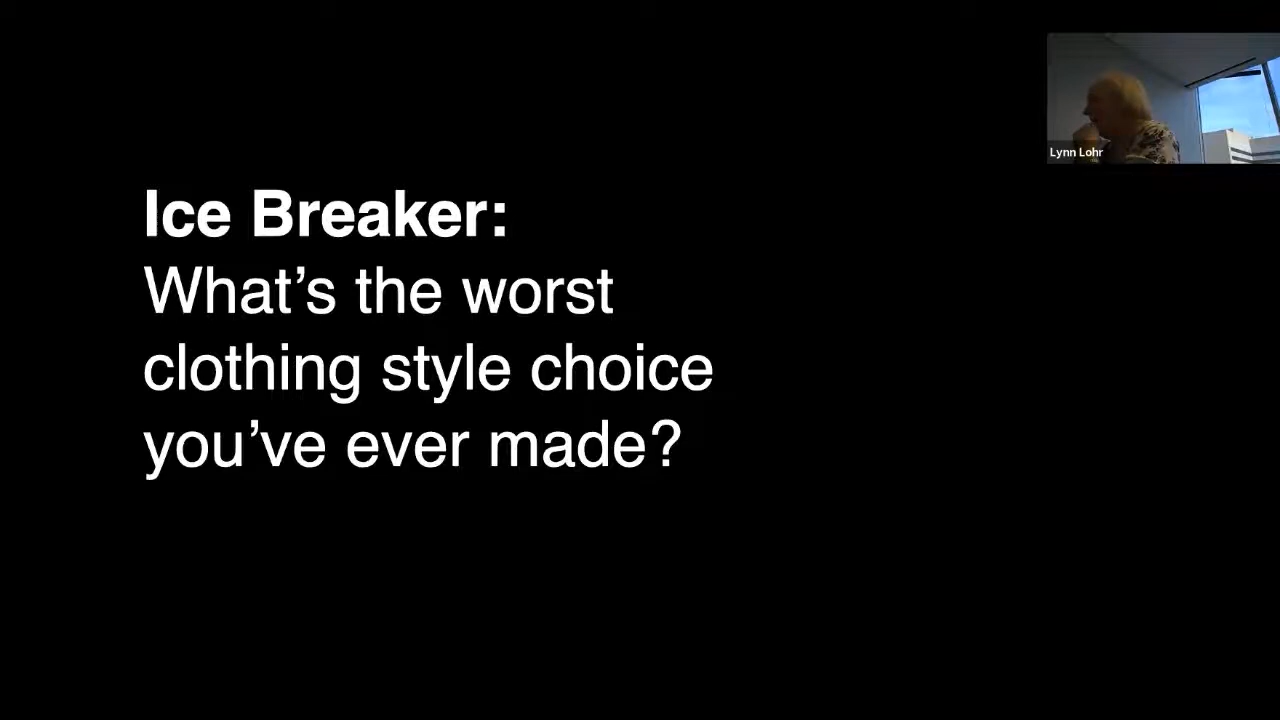 Lynn Lohr
Ice Breaker:
What’s the worst
clothing style choice
you’ve ever made?